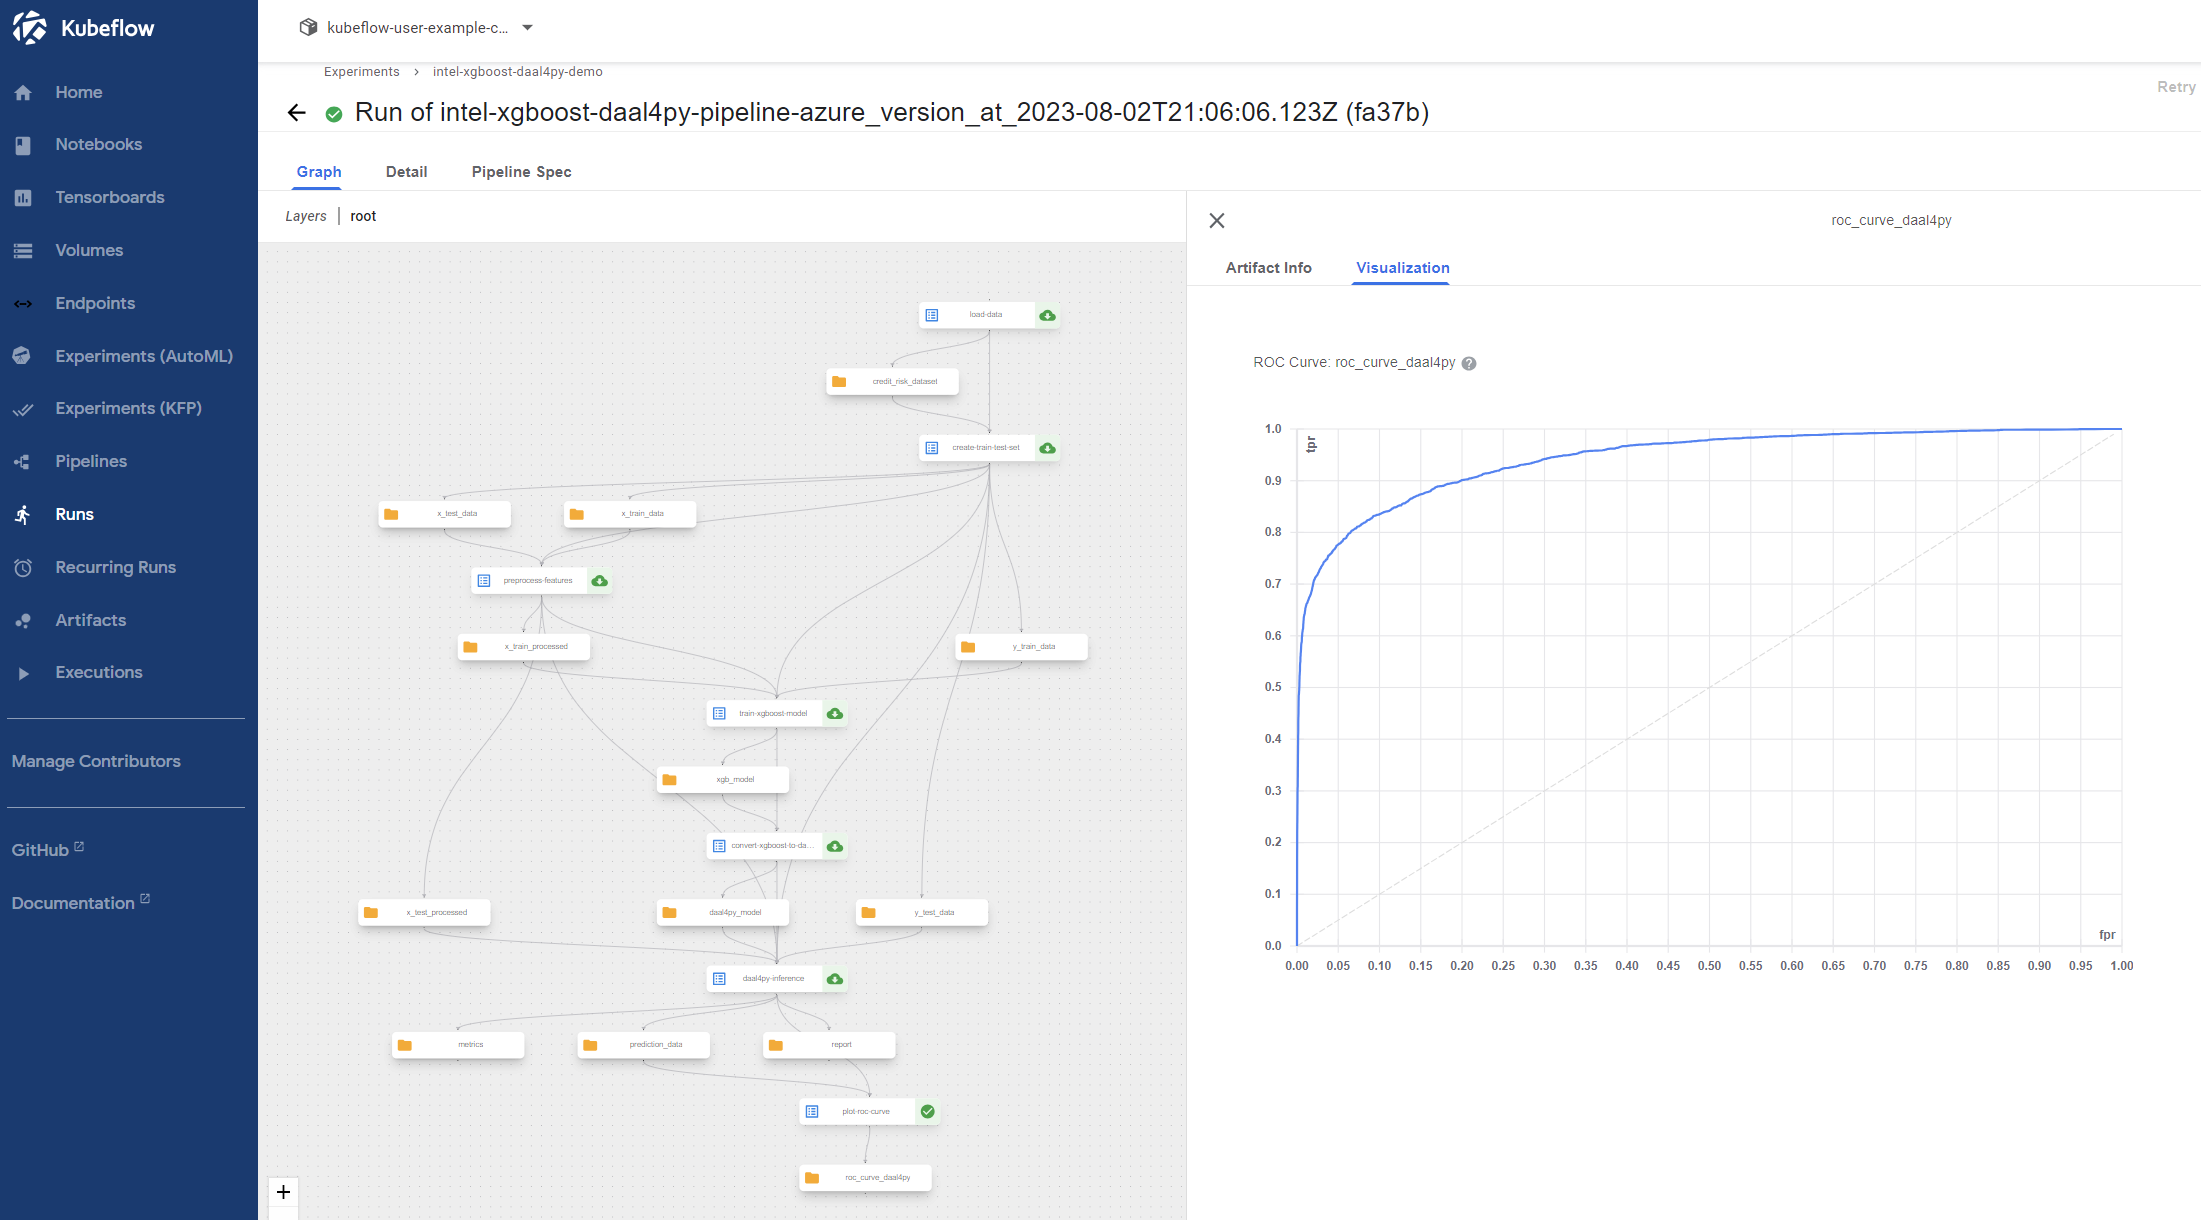 Kubeflow
Home
Notebooks
Tensorboards
Volumes
Endpoints
Experiments (AutoML)
Experiments (KFP)
Pipelines
Runs
Recurring Runs
Artifacts
Executions
Manage Contributors
GitHub
Documentation
kubeflow-user-example-c...
Experiments > intel-xgboost-daal4py-demo
Run of intel-xgboost-daal4py-pipeline-azure_version_at_2023-08-02T21:06:06.123Z (fa37b)
Retry
Graph Detail Pipeline Spec
Layers | root
load-data
credit_risk_dataset
create-train-test-set
x_test_data x_train_data
preprocess-features
x_train_processed y_train_data
train-xgboost-model
xgb_model
convert-xgboost-to-da...
x_test_processed daal4py_model y_test_data
daal4py-inference
metrics prediction_data report
plot-roc-curve
roc_curve_daal4py
+
roc_curve_daal4py
Artifact Info Visualization
ROC Curve: roc_curve_daal4py ?
tpr
1.0
0.9
0.8
0.7
0.6
0.5
0.4
0.3
0.2
0.1
0.0
fpr
0.00 0.05 0.10 0.15 0.20 0.25 0.30 0.35 0.40 0.45 0.50 0.55 0.60 0.65 0.70 0.75 0.80 0.85 0.90 0.95 1.00